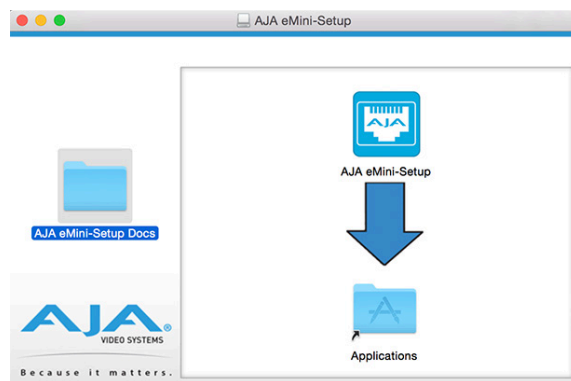 AJA eMini-Setup
AJA
AJA eMini-Setup
AJA eMini-Setup Docs
AJA®
VIDEO SYSTEMS
Because it matters.
Applications